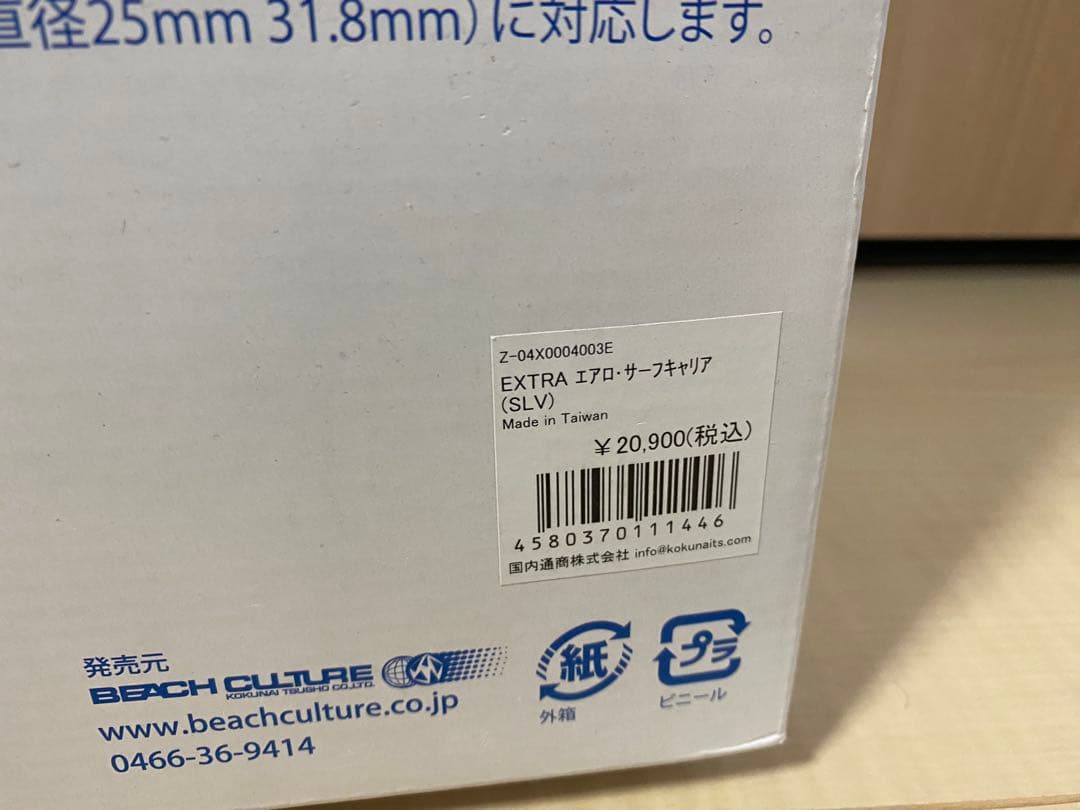 直径25mm 31.8mm)に対応します。
Z-04X0004003E
EXTRA エアロ・サーフキャリア
(SLV)
Made in Taiwan
￥20,900(税込)
4580370111446
国内通商株式会社 info@kokunaits.com
発売元
BEACH CULTURE
KOKUNAI TSUSHO CO.,LTD.
www.beachculture.co.jp
0466-36-9414
紙
外箱
プラ
ビニール